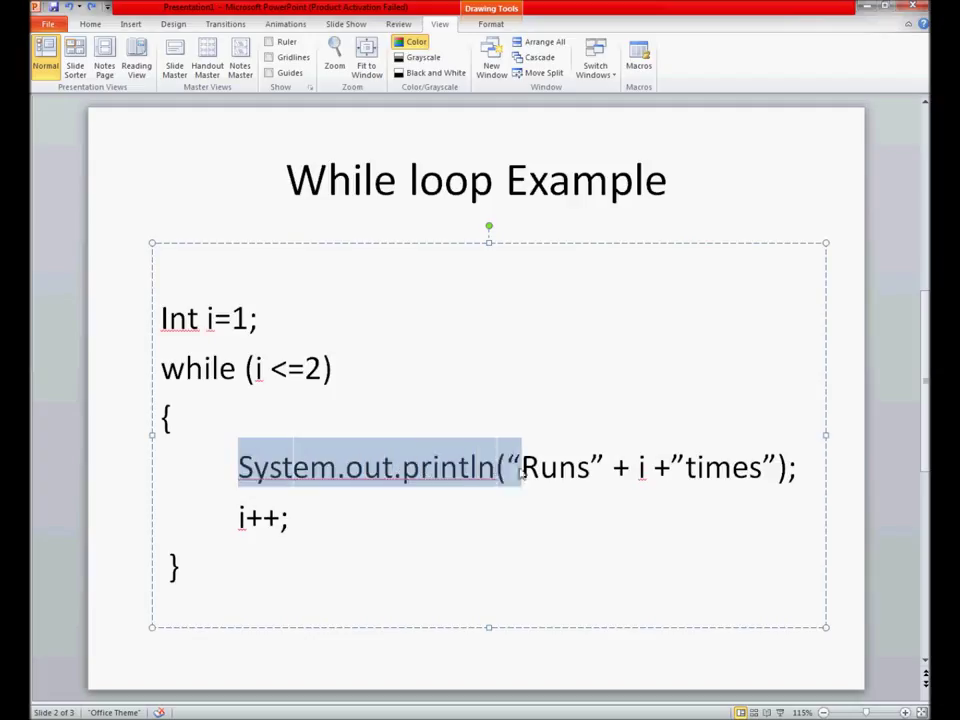 Presentation1 - Microsoft PowerPoint (Product Activation Failed)
Drawing Tools
File Home Insert Design Transitions Animations Slide Show Review View Format
Normal Slide Sorter Notes Page Reading View
Presentation Views
Slide Master Handout Master Notes Master
Master Views
Ruler
Gridlines
Guides
Show
Zoom Fit to Window
Zoom
Color
Grayscale
Black and White
Color/Grayscale
New Window
Arrange All
Cascade
Move Split
Switch Windows
Window
Macros
Macros
While loop Example
Int i=1;
while (i <=2)
{
System.out.println(“Runs” + i +”times”);
i++;
}
Slide 2 of 3 "Office Theme" 115%